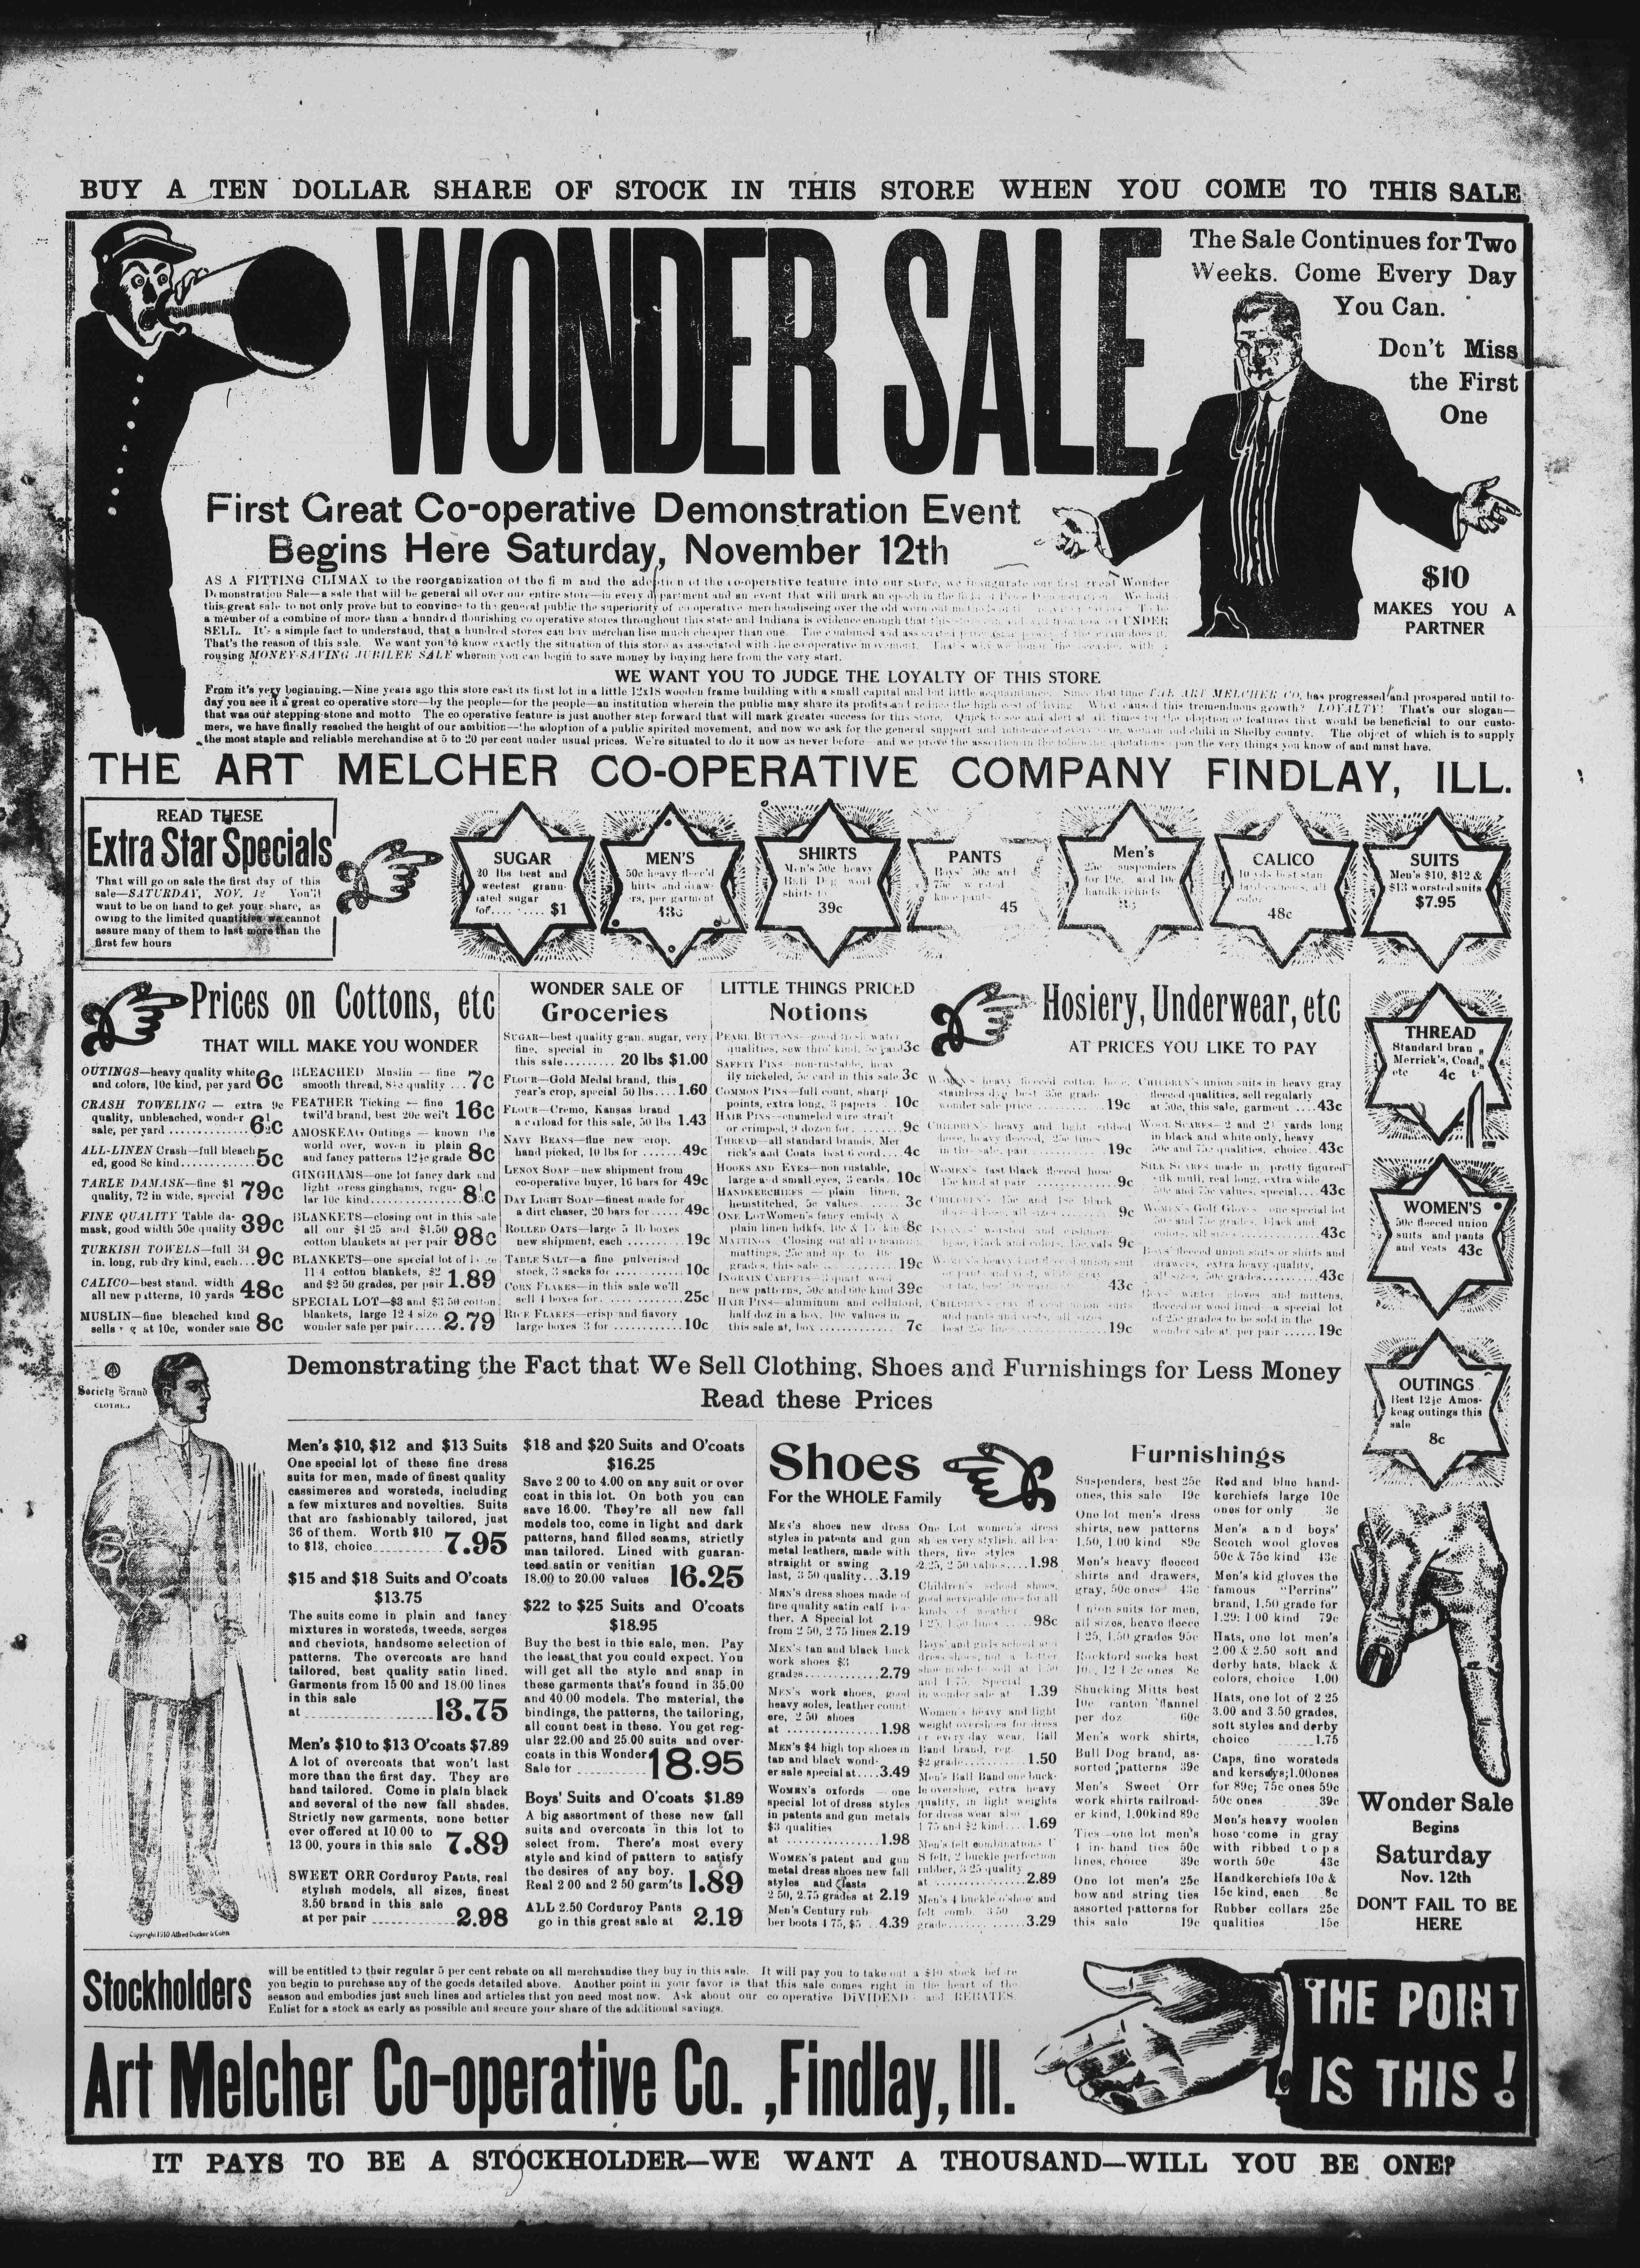 BUY A TEN DOLLAR SHARE OF STOCK IN THIS STORE WHEN YOU COME TO THIS SALE
WONDER SALE
The Sale Continues for Two
Weeks. Come Every Day
You Can.
Don't Miss
the First
One
First Great Co-operative Demonstration Event
Begins Here Saturday, November 12th
$10
MAKES YOU A
PARTNER
AS A FITTING CLIMAX to the reorganization of the fi m and the adoption of the co-operative feature into our store, we inaugurate our first great Wonder
Demonstration Sale—a sale that will be general all over our entire store—in every department and an event that will mark an epoch in the
this great sale to not only prove but to convince to the general public the superiority of co operative merchandiseing over the old worn out
a member of a combine of more than a hundred flourishing co operative stores throughout this state and Indiana is evidence enough that UNDER
SELL. It's a simple fact to understand, that a hundred stores can buy merchandise much cheaper than one.
That's the reason of this sale. We want you to know exactly the situation of this store as associated with the co operative movement.
rousing MONEY-SAVING JUBILEE SALE wherein you can begin to save money by buying here from the very start.
WE WANT YOU TO JUDGE THE LOYALTY OF THIS STORE
From it's very beginning.—Nine years ago this store cast its first lot in a little 12x18 wooden frame building with a small capital and but little acquaintance. Since that time THE ART MELCHER CO. has progressed and prospered until to-
day you see it a great co operative store—by the people—for the people—an institution wherein the public may share its profits and reduce the high cost of living. What caused this tremendous growth? LOYALTY! That's our slogan—
that was our stepping-stone and motto The co operative feature is just another step forward that will mark greater success for this store. Quick to see and alert at all times for the adoption of features that would be beneficial to our custo-
mers, we have finally reached the height of our ambition—the adoption of a public spirited movement, and now we ask for the general support and influence of every man, woman and child in Shelby county. The object of which is to supply
the most staple and reliable merchandise at 5 to 20 per cent under usual prices. We're situated to do it now as never before—and we prove the assertion in the following quotations upon the very things you know of and must have.
THE ART MELCHER CO-OPERATIVE COMPANY FINDLAY, ILL.
READ THESE
Extra Star Specials
That will go on sale the first day of this
sale—SATURDAY, NOV. 12 You'll
want to be on hand to get your share, as
owing to the limited quantities we cannot
assure many of them to last more than the
first few hours
SUGAR
20 lbs best and
weetest granu-
lated sugar
for $1
MEN'S
50c heavy fleec'd
shirts and draw-
rs, per garment
43c
SHIRTS
Men's 50c heavy
Bull Dog work
shirts
39c
PANTS
Boys' 50c and
75c
knee pants
45
Men's
25c suspenders
for 19c, and 10c
handkerchiefs
CALICO
10 yds best stan
48c
SUITS
Men's $10, $12 &
$13 worsted suits
$7.95
Prices on Cottons, etc
THAT WILL MAKE YOU WONDER
OUTINGS—heavy quality white
and colors, 10c kind, per yard 6c
CRASH TOWELING — extra 9c
quality, unbleached, wonder
sale, per yard 6½c
ALL-LINEN Crash—full bleach
ed, good 8c kind 5c
TABLE DAMASK—fine $1
quality, 72 in wide, special 79c
FINE QUALITY Table da-
mask, good width 50c quality 39c
TURKISH TOWELS—full 34
in. long, rub dry kind, each 9c
CALICO—best stand. width
all new patterns, 10 yards 48c
MUSLIN—fine bleached kind
sells at 10c, wonder sale 8c
BLEACHED Muslin — fine
smooth thread, 8½c quality 7c
FEATHER Ticking — fine
twil'd brand, best 20c wei't 16c
AMOSKEAG Outings — known the
world over, woven in plain
and fancy patterns 12½c grade 8c
GINGHAMS—one lot fancy dark and
light dress ginghams, regu-
lar 10c kind 8½c
BLANKETS—closing out in this sale
all our $1 25 and $1.50
cotton blankets at per pair 98c
BLANKETS—one special lot of large
11 4 cotton blankets, $2
and $2 50 grades, per pair 1.89
SPECIAL LOT—$3 and $3 50 cotton
blankets, large 12 4 size
wonder sale per pair 2.79
WONDER SALE OF
Groceries
SUGAR—best quality gran. sugar, very
fine, special in
this sale 20 lbs $1.00
FLOUR—Gold Medal brand, this
year's crop, special 50 lbs 1.60
FLOUR—Cremo, Kansas brand
a carload for this sale, 50 lbs 1.43
NAVY BEANS—fine new crop.
hand picked, 10 lbs for 49c
LENOX SOAP—new shipment from
co-operative buyer, 16 bars for 49c
DAY LIGHT SOAP—finest made for
a dirt chaser, 20 bars for 49c
ROLLED OATS—large 5 lb boxes
new shipment, each 19c
TABLE SALT—a fine pulverised
stock, 3 sacks for 10c
CORN FLAKES—in this sale we'll
sell 4 boxes for 25c
RICE FLAKES—crisp and flavory
large boxes 3 for 10c
LITTLE THINGS PRICED
Notions
PEARL BUTTONS—good fresh water
qualities, sew thro' kind, 5c card 3c
SAFETY PINS—non-rustable, heav
ily nickeled, 5c card in this sale 3c
COMMON PINS—full count, sharp
points, extra long, 3 papers 10c
HAIR PINS—enameled wire strai't
or crimped, 9 dozen for 9c
THREAD—all standard brands, Mer
rick's and Coats best 6 cord 4c
HOOKS AND EYES—non rustable,
large and small eyes, 3 cards 10c
HANDKERCHIEFS — plain linen,
hemstitched, 5c values 3c
ONE LOT Women's fancy embdy &
plain linen hdkfs, 10c & 15c kin 8c
MATTINGS Closing out all remaining
mattings, 25c and up to 40c
grades, this sale 19c
INGRAIN CARPETS—3 quart wool
new patterns, 50c and 60c kind 39c
HAIR PINS—aluminum and celluloid,
half doz in a box, 10c values in
this sale at, box 7c
Hosiery, Underwear, etc
AT PRICES YOU LIKE TO PAY
WOMEN'S heavy fleeced cotton hose,
stainless dye best 35c grade
wonder sale price 19c
CHILDREN'S heavy and light ribbed
hose, heavy fleeced, 25c lines
in this sale, pair 19c
WOMEN'S fast black fleeced hose
15c kind at pair 9c
CHILDREN'S 15c and 18c black
fleeced hose, all sizes 9c
worsted and cashmere
hose, black and colors, 15c vals 9c
WOMEN'S heavy knit fleeced union suit
43c
CHILDREN'S gray fleeced union suits
and pants and vests, all sizes
best 25c lines 19c
CHILDREN'S union suits in heavy gray
fleeced qualities, sell regularly
at 50c, this sale, garment 43c
WOOL SCARFS—2 and 2½ yards long
in black and white only, heavy
50c and 75c qualities, choice 43c
SILK SCARFS made in pretty figured
silk mull, real long, extra wide
50c and 75c values, special 43c
WOMEN'S Golf Gloves one special lot
50c and 75c grades, black and
colors, all sizes 43c
Boys' fleeced union suits or shirts and
drawers, extra heavy quality,
all sizes, 50c grades 43c
Boys' winter gloves and mittens,
fleeced or wool lined—a special lot
of 25c grades to be sold in the
wonder sale at, per pair 19c
THREAD
Standard bran
Merrick's, Coad,
etc 4c
WOMEN'S
50c fleeced union
suits and pants
and vests 43c
OUTINGS
Best 12½c Amos-
keag outings this
sale
8c
Society Brand
CLOTHES
Copyright 1910 Alfred Decker & Cohn
Demonstrating the Fact that We Sell Clothing, Shoes and Furnishings for Less Money
Read these Prices
Men's $10, $12 and $13 Suits
One special lot of these fine dress
suits for men, made of finest quality
cassimeres and worsteds, including
a few mixtures and novelties. Suits
that are fashionably tailored, just
36 of them. Worth $10
to $13, choice 7.95
$15 and $18 Suits and O'coats
$13.75
The suits come in plain and fancy
mixtures in worsteds, tweeds, serges
and cheviots, handsome selection of
patterns. The overcoats are hand
tailored, best quality satin lined.
Garments from 15 00 and 18.00 lines
in this sale
at 13.75
Men's $10 to $13 O'coats $7.89
A lot of overcoats that won't last
more than the first day. They are
hand tailored. Come in plain black
and several of the new fall shades.
Strictly new garments, none better
ever offered at 10 00 to
13 00, yours in this sale 7.89
SWEET ORR Corduroy Pants, real
stylish models, all sizes, finest
3.50 brand in this sale
at per pair 2.98
$18 and $20 Suits and O'coats
$16.25
Save 2 00 to 4.00 on any suit or over
coat in this lot. On both you can
save 16.00. They're all new fall
models too, come in light and dark
patterns, hand filled seams, strictly
man tailored. Lined with guaran-
teed satin or venitian
18.00 to 20.00 values 16.25
$22 to $25 Suits and O'coats
$18.95
Buy the best in this sale, men. Pay
the least that you could expect. You
will get all the style and snap in
these garments that's found in 35.00
and 40 00 models. The material, the
bindings, the patterns, the tailoring,
all count best in these. You get reg-
ular 22.00 and 25.00 suits and over-
coats in this Wonder
Sale for 18.95
Boys' Suits and O'coats $1.89
A big assortment of these new fall
suits and overcoats in this lot to
select from. There's most every
style and kind of pattern to satisfy
the desires of any boy.
Real 2 00 and 2 50 garm'ts 1.89
ALL 2.50 Corduroy Pants
go in this great sale at 2.19
Shoes
For the WHOLE Family
MEN'S shoes new dress
styles in patents and gun
metal leathers, made with
straight or swing
last, 3 50 quality 3.19
MEN'S dress shoes made of
fine quality satin calf lea-
ther. A Special lot
from 2 50, 2 75 lines 2.19
MEN'S tan and black buck
work shoes $3
grades 2.79
MEN'S work shoes, good
heavy soles, leather count-
ers, 2 50 shoes
at 1.98
MEN'S $4 high top shoes in
tan and black wond-
er sale special at 3.49
WOMEN'S oxfords — one
special lot of dress styles
in patents and gun metals
$3 qualities
at 1.98
WOMEN'S patent and gun
metal dress shoes new fall
styles and lasts
2 50, 2.75 grades at 2.19
Men's Century rub-
ber boots 4 75, $5 4.39
One Lot women's dress
shoes very stylish, all lea-
thers, five styles
2.25, 2 50 values 1.98
Children's school shoes,
good serviceable ones for all
kinds of weather
1 25, 1.50 lines 98c
Boys' and girls school and
dress shoes, not a better
shoe made to sell at 1 50
and 1 75. Special
in wonder sale at 1.39
Women's heavy and light
weight overshoes for dress
or every day wear, Ball
Band brand, reg.
$2 grade 1.50
Men's Ball Band one buck-
le overshoe, extra heavy
quality, in light weights
for dress wear also
1 75 and $2 kind 1.69
Men's felt combinations U
S felt, 2 buckle perfection
rubber, 3 25 quality
at 2.89
Men's 4 buckle o'shoe and
felt comb. 3 50
grade 3.29
Furnishings
Suspenders, best 25c
ones, this sale 19c
One lot men's dress
shirts, new patterns
1.50, 1.00 kind 89c
Men's heavy fleeced
shirts and drawers,
gray, 50c ones 43c
Union suits for men,
all sizes, heave fleece
1 25, 1.50 grades 95c
Rockford socks best
10c, 12 1 2c ones 8c
Shucking Mitts best
10c canton flannel
per doz 60c
Men's work shirts,
Bull Dog brand, as-
sorted patterns 39c
Men's Sweet Orr
work shirts railroad-
er kind, 1.00kind 89c
Ties—one lot men's
4 in- hand ties 50c
lines, choice 39c
One lot men's 25c
bow and string ties
assorted patterns for
this sale 19c
Red and blue hand-
kerchiefs large 10c
ones for only 3c
Men's and boys'
Scotch wool gloves
50c & 75c kind 43c
Men's kid gloves the
famous "Perrins"
brand, 1.50 grade for
1.29; 1 00 kind 79c
Hats, one lot men's
2.00 & 2.50 soft and
derby hats, black &
colors, choice 1.00
Hats, one lot of 2 25
3.00 and 3.50 grades,
soft styles and derby
choice 1.75
Caps, fine worsteds
and kerseys;1.00ones
for 89c; 75c ones 59c
50c ones 39c
Men's heavy woolen
hose come in gray
with ribbed tops
worth 50c 43c
Handkerchiefs 10c &
15c kind, each 8c
Rubber collars 25c
qualities 15c
Wonder Sale
Begins
Saturday
Nov. 12th
DON'T FAIL TO BE
HERE
Stockholders
will be entitled to their regular 5 per cent rebate on all merchandise they buy in this sale. It will pay you to take out a $10 stock before
you begin to purchase any of the goods detailed above. Another point in your favor is that this sale comes right in the heart of the
season and embodies just such lines and articles that you need most now. Ask about our co operative DIVIDEND and REBATES.
Enlist for a stock as early as possible and secure your share of the additional savings.
Art Melcher Co-operative Co. ,Findlay, Ill.
THE POINT
IS THIS!
IT PAYS TO BE A STOCKHOLDER—WE WANT A THOUSAND—WILL YOU BE ONE?